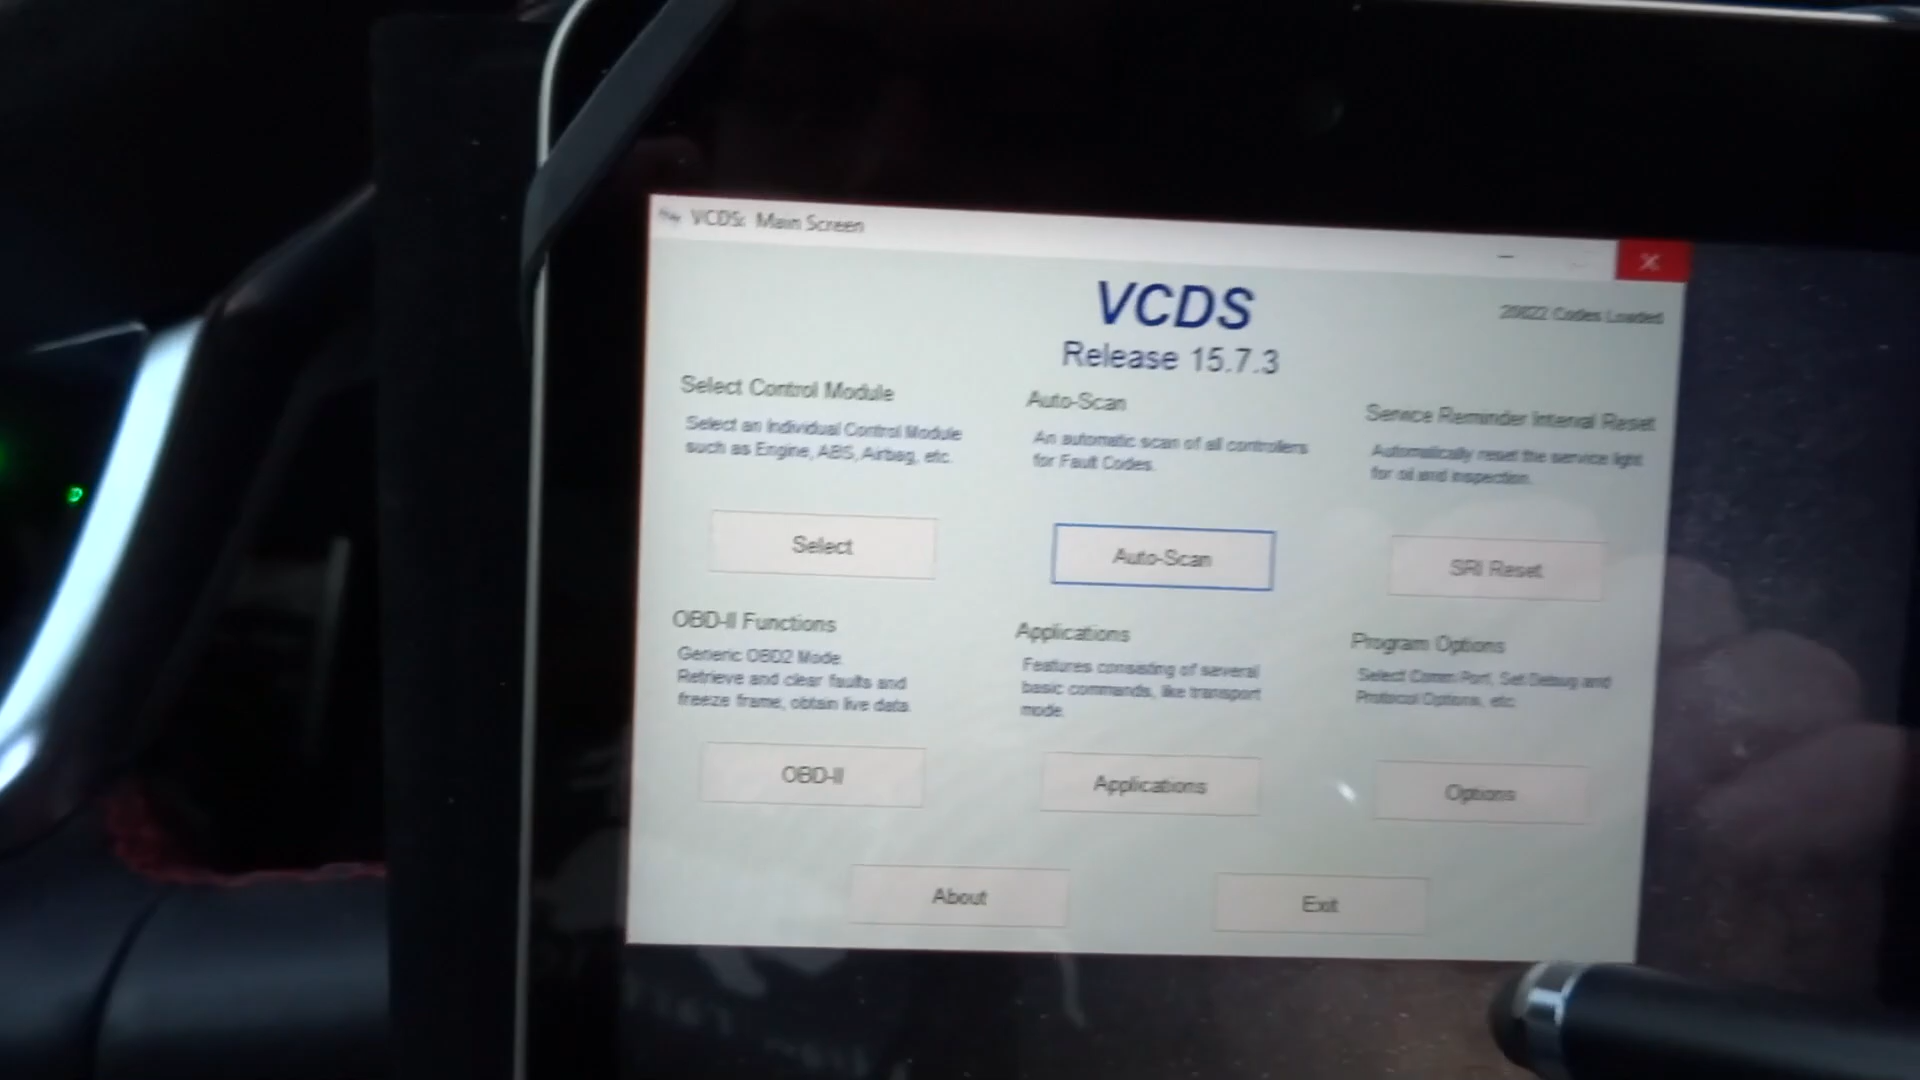 VCDS: Main Screen
VCDS
20822 Codes Loaded
Release 15.7.3
Select Control Module
Select an Individual Control Module
such as Engine, ABS, Airbag, etc.
Select
Auto-Scan
An automatic scan of all controllers
for Fault Codes.
Auto-Scan
Service Reminder Interval Reset
Automatically reset the service light
for oil and inspection.
SRI Reset
OBD-II Functions
Generic OBD2 Mode.
Retrieve and clear faults and
freeze frame, obtain live data.
OBD-II
Applications
Features consisting of several
basic commands, like transport
mode.
Applications
Program Options
Select Comm Port, Set Debug and
Protocol Options, etc.
Options
About
Exit